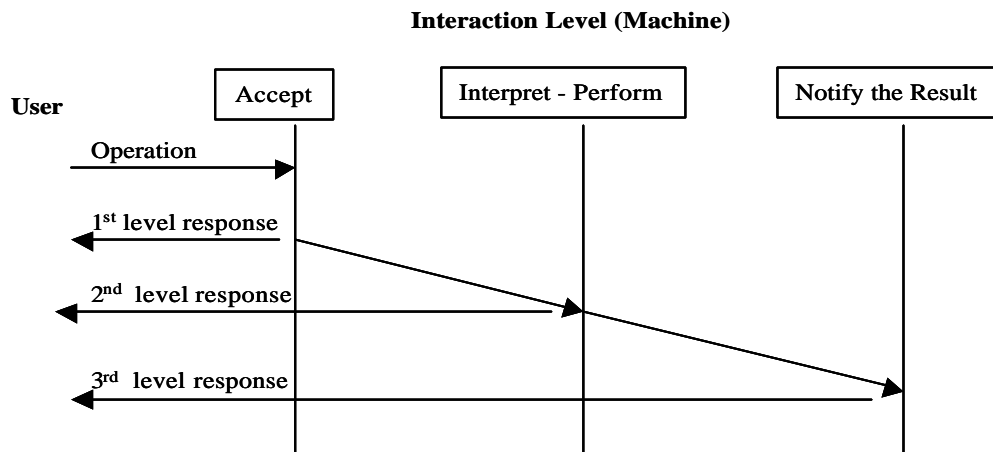 Interaction Level (Machine)
User
Accept
Interpret - Perform
Notify the Result
Operation
1st level response
2nd level response
3rd level response